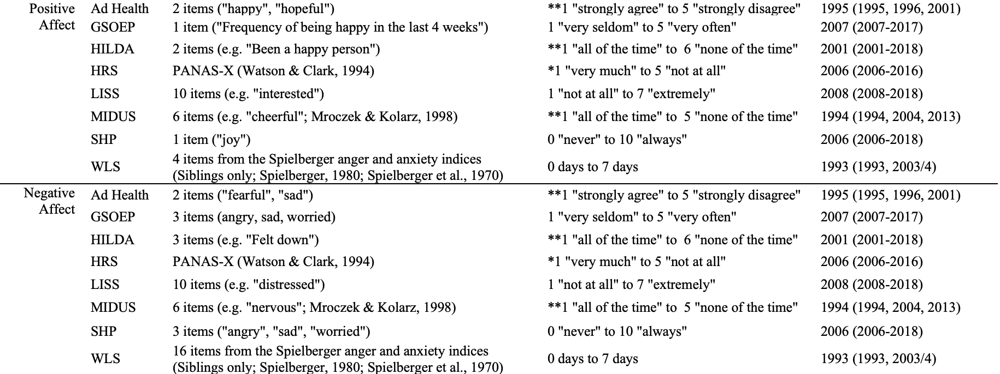 Positive Ad Health 2 items ("happy", "hopeful") **1 "strongly agree" to 5 "strongly disagree" 1995 (1995, 1996, 2001)
Affect GSOEP 1 item ("Frequency of being happy in the last 4 weeks") 1 "very seldom" to 5 "very often" 2007 (2007-2017)
HILDA 2 items (e.g. "Been a happy person") **1 "all of the time" to 6 "none of the time" 2001 (2001-2018)
HRS PANAS-X (Watson & Clark, 1994) *1 "very much" to 5 "not at all" 2006 (2006-2016)
LISS 10 items (e.g. "interested") 1 "not at all" to 7 "extremely" 2008 (2008-2018)
MIDUS 6 items (e.g. "cheerful"; Mroczek & Kolarz, 1998) **1 "all of the time" to 5 "none of the time" 1994 (1994, 2004, 2013)
SHP 1 item ("joy") 0 "never" to 10 "always" 2006 (2006-2018)
WLS 4 items from the Spielberger anger and anxiety indices
(Siblings only; Spielberger, 1980; Spielberger et al., 1970) 0 days to 7 days 1993 (1993, 2003/4)
Negative Ad Health 2 items ("fearful", "sad") **1 "strongly agree" to 5 "strongly disagree" 1995 (1995, 1996, 2001)
Affect GSOEP 3 items (angry, sad, worried) 1 "very seldom" to 5 "very often" 2007 (2007-2017)
HILDA 3 items (e.g. "Felt down") **1 "all of the time" to 6 "none of the time" 2001 (2001-2018)
HRS PANAS-X (Watson & Clark, 1994) *1 "very much" to 5 "not at all" 2006 (2006-2016)
LISS 10 items (e.g. "distressed") 1 "not at all" to 7 "extremely" 2008 (2008-2018)
MIDUS 6 items (e.g. "nervous"; Mroczek & Kolarz, 1998) **1 "all of the time" to 5 "none of the time" 1994 (1994, 2004, 2013)
SHP 3 items ("angry", "sad", "worried") 0 "never" to 10 "always" 2006 (2006-2018)
WLS 16 items from the Spielberger anger and anxiety indices
(Siblings only; Spielberger, 1980; Spielberger et al., 1970) 0 days to 7 days 1993 (1993, 2003/4)